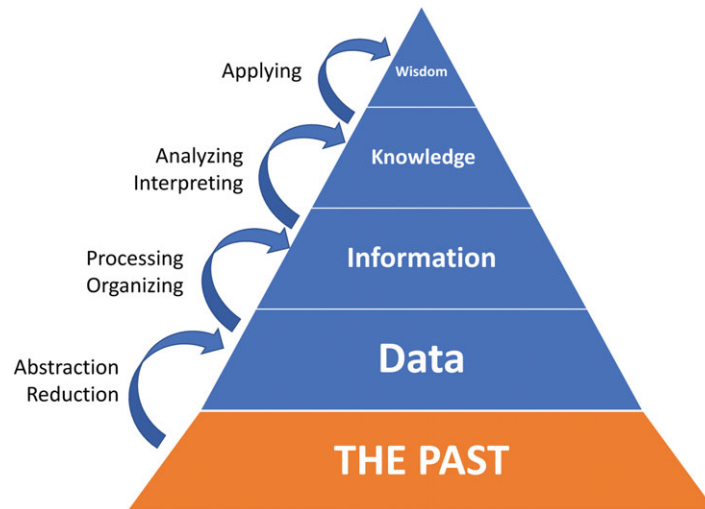 Applying
Wisdom
Analyzing
Interpreting
Knowledge
Processing
Organizing
Information
Abstraction
Reduction
Data
THE PAST